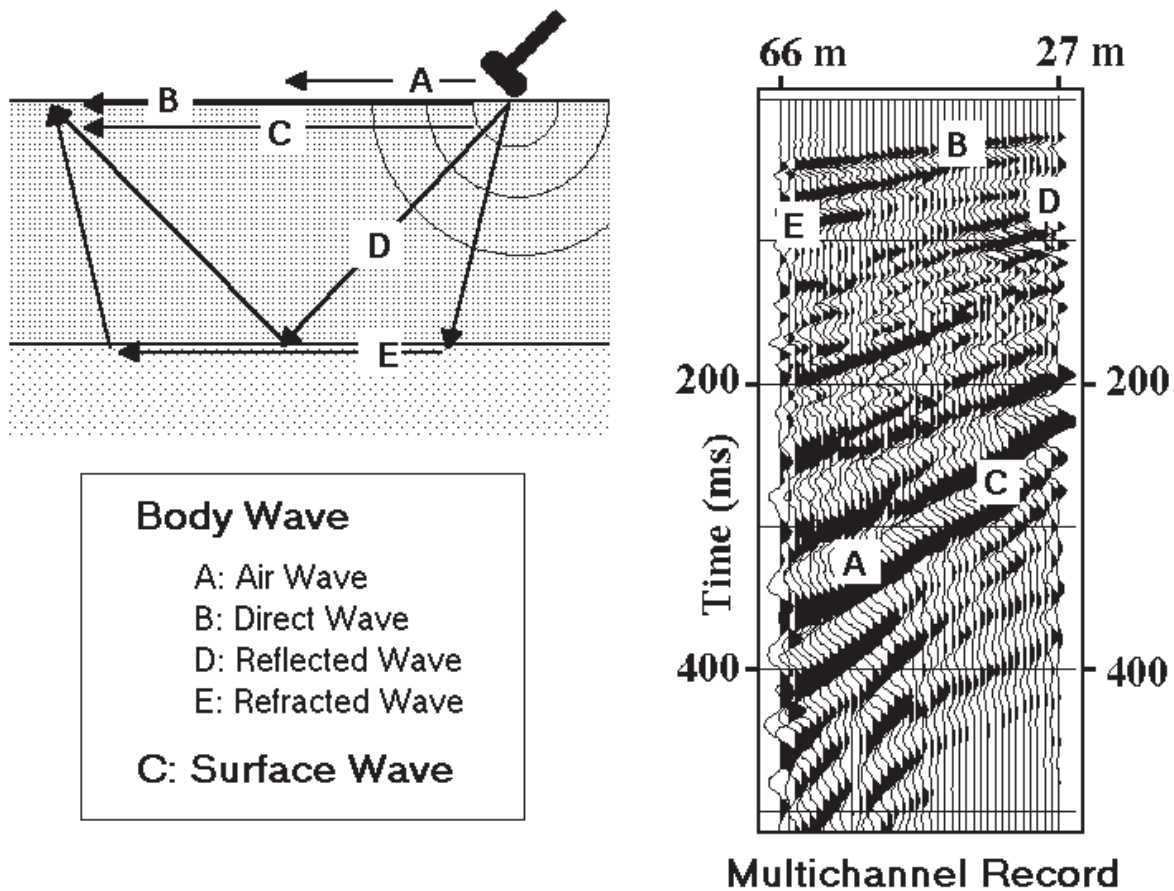 A
B
C
D
E
Body Wave
A: Air Wave
B: Direct Wave
D: Reflected Wave
E: Refracted Wave
C: Surface Wave
66 m 27 m
B
D
E
200 200
C
A
Time (ms)
400 400
Multichannel Record